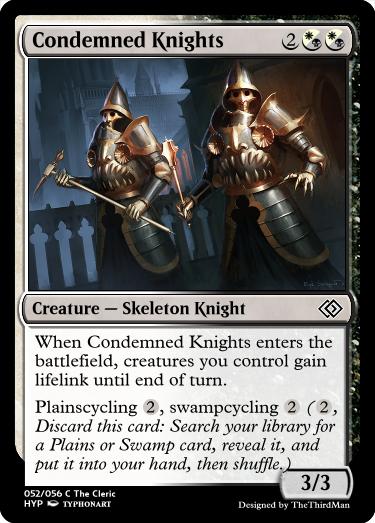 Condemned Knights 2
Creature — Skeleton Knight
When Condemned Knights enters the
battlefield, creatures you control gain
lifelink until end of turn.
Plainscycling 2, swampcycling 2 (2,
Discard this card: Search your library for
a Plains or Swamp card, reveal it, and
put it into your hand, then shuffle.)
3/3
052/056 C The Cleric
HYP TYPHONART
Designed by TheThirdMan